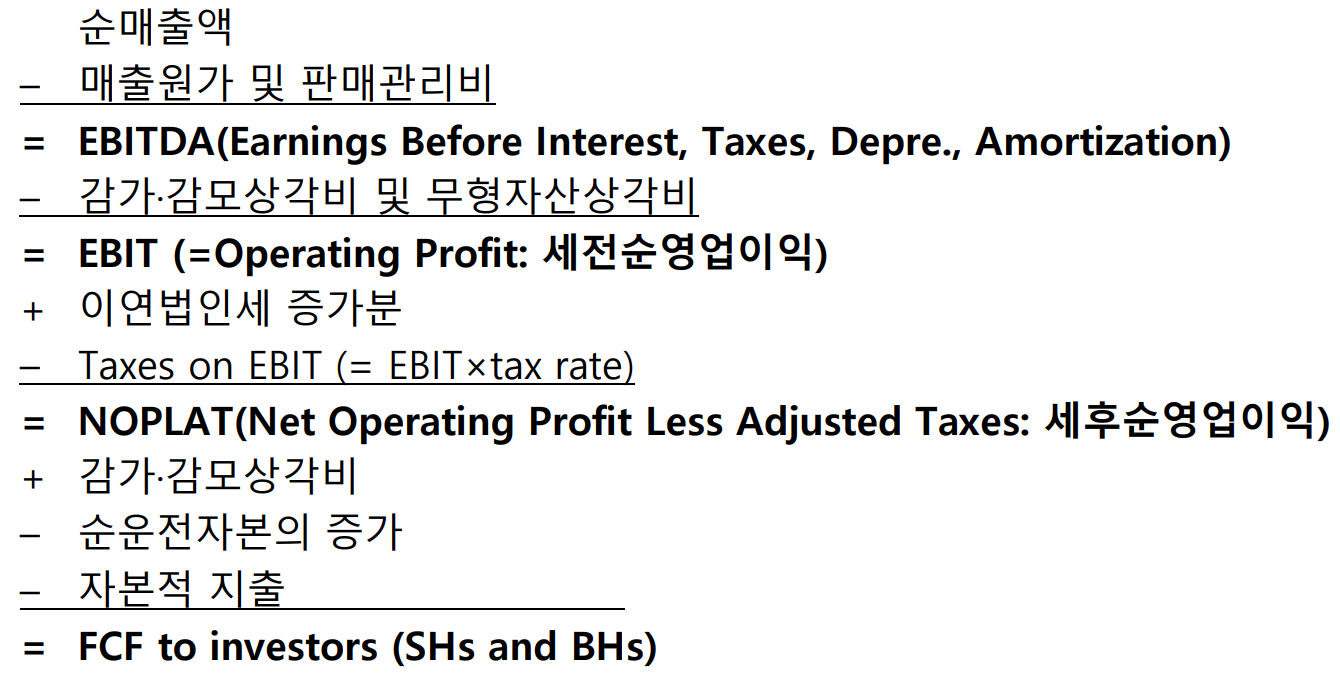 순매출액
– 매출원가 및 판매관리비
= EBITDA(Earnings Before Interest, Taxes, Depre., Amortization)
– 감가·감모상각비 및 무형자산상각비
= EBIT (=Operating Profit: 세전순영업이익)
+ 이연법인세 증가분
– Taxes on EBIT (= EBIT×tax rate)
= NOPLAT(Net Operating Profit Less Adjusted Taxes: 세후순영업이익)
+ 감가·감모상각비
– 순운전자본의 증가
– 자본적 지출
= FCF to investors (SHs and BHs)